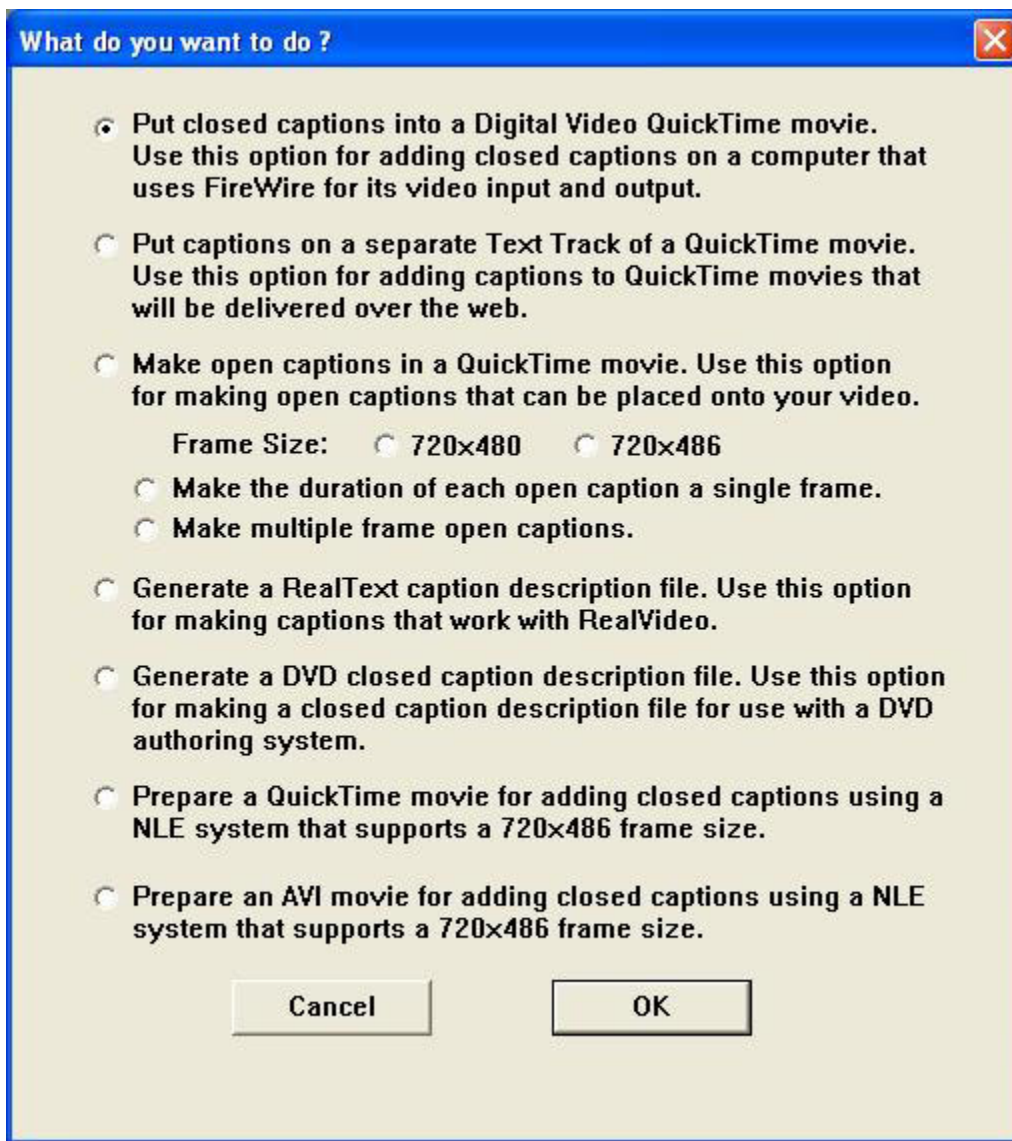 What do you want to do ?
Put closed captions into a Digital Video QuickTime movie.
Use this option for adding closed captions on a computer that
uses FireWire for its video input and output.
Put captions on a separate Text Track of a QuickTime movie.
Use this option for adding captions to QuickTime movies that
will be delivered over the web.
Make open captions in a QuickTime movie. Use this option
for making open captions that can be placed onto your video.
Frame Size: 720x480 720x486
Make the duration of each open caption a single frame.
Make multiple frame open captions.
Generate a RealText caption description file. Use this option
for making captions that work with RealVideo.
Generate a DVD closed caption description file. Use this option
for making a closed caption description file for use with a DVD
authoring system.
Prepare a QuickTime movie for adding closed captions using a
NLE system that supports a 720x486 frame size.
Prepare an AVI movie for adding closed captions using a NLE
system that supports a 720x486 frame size.
Cancel OK